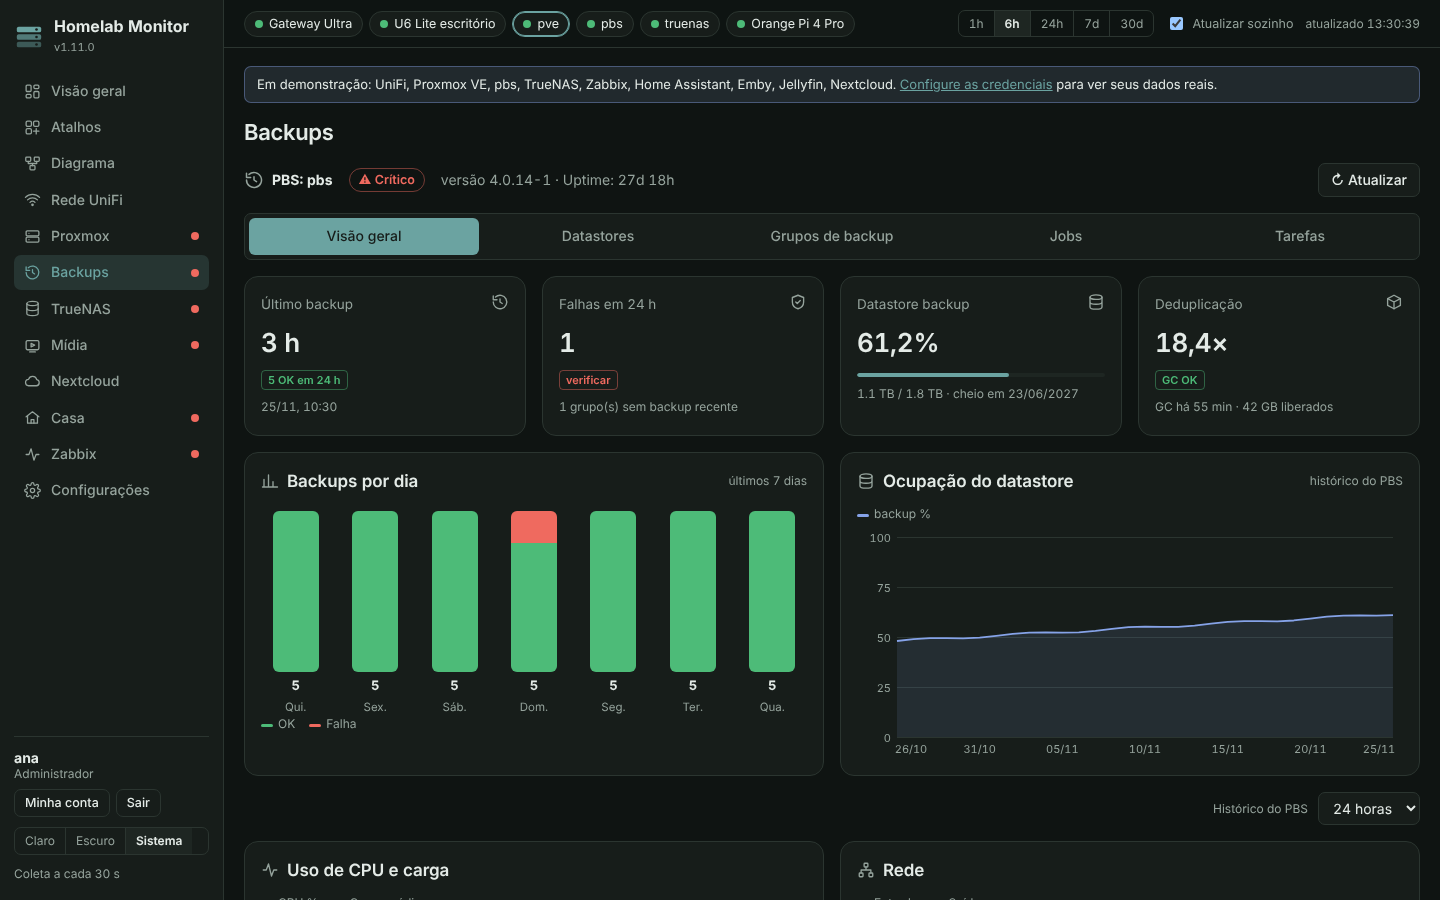 Homelab Monitor
v1.11.0
Visão geral
Atalhos
Diagrama
Rede UniFi
Proxmox
Backups
TrueNAS
Mídia
Nextcloud
Casa
Zabbix
Configurações
ana
Administrador
Minha conta Sair
Claro Escuro Sistema
Coleta a cada 30 s
Gateway Ultra U6 Lite escritório pve pbs truenas Orange Pi 4 Pro 1h 6h 24h 7d 30d Atualizar sozinho atualizado 13:30:39
Em demonstração: UniFi, Proxmox VE, pbs, TrueNAS, Zabbix, Home Assistant, Emby, Jellyfin, Nextcloud. Configure as credenciais para ver seus dados reais.
Backups
PBS: pbs Crítico versão 4.0.14-1 · Uptime: 27d 18h Atualizar
Visão geral Datastores Grupos de backup Jobs Tarefas
Último backup
3 h
5 OK em 24 h
25/11, 10:30
Falhas em 24 h
1
verificar
1 grupo(s) sem backup recente
Datastore backup
61,2%
1.1 TB / 1.8 TB · cheio em 23/06/2027
Deduplicação
18,4×
GC OK
GC há 55 min · 42 GB liberados
Backups por dia últimos 7 dias
5 5 5 5 5 5 5
Qui. Sex. Sáb. Dom. Seg. Ter. Qua.
OK Falha
Ocupação do datastore histórico do PBS
backup %
100
75
50
25
0
26/10 31/10 05/11 10/11 15/11 20/11 25/11
Histórico do PBS 24 horas
Uso de CPU e carga
Rede